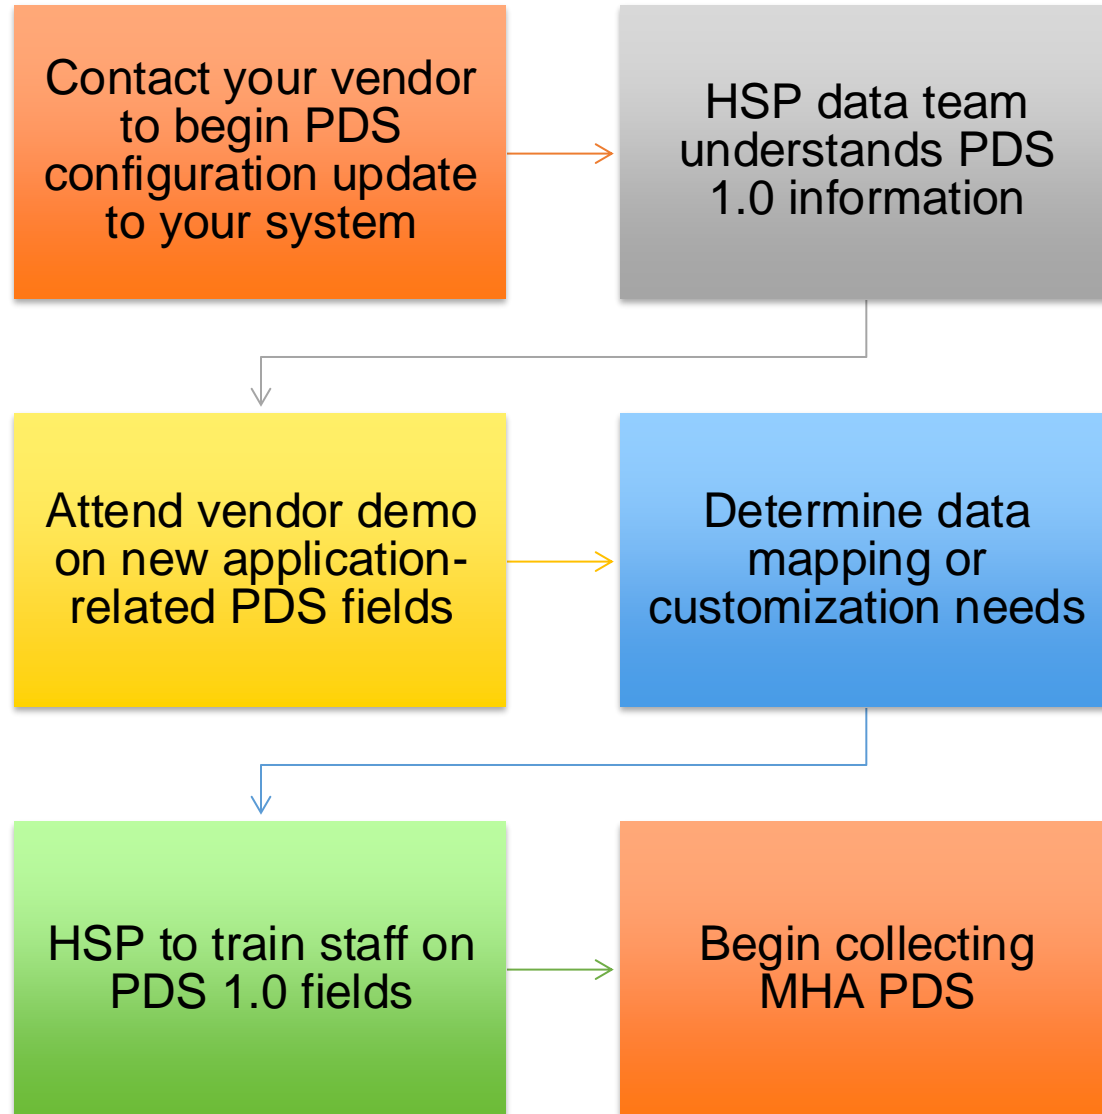 Contact your vendor
to begin PDS
configuration update
to your system
HSP data team
understands PDS
1.0 information
Attend vendor demo
on new application-
related PDS fields
Determine data
mapping or
customization needs
HSP to train staff on
PDS 1.0 fields
Begin collecting
MHA PDS